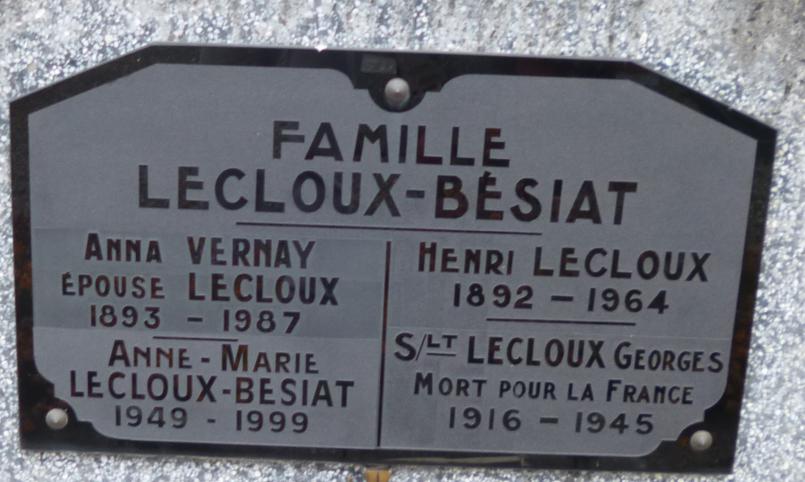 FAMILLE
LECLOUX-BÉSIAT
ANNA VERNAY
ÉPOUSE LECLOUX
1893 - 1987
ANNE-MARIE
LECLOUX-BESIAT
1949 - 1999
HENRI LECLOUX
1892 - 1964
S/LT LECLOUX GEORGES
MORT POUR LA FRANCE
1916 - 1945